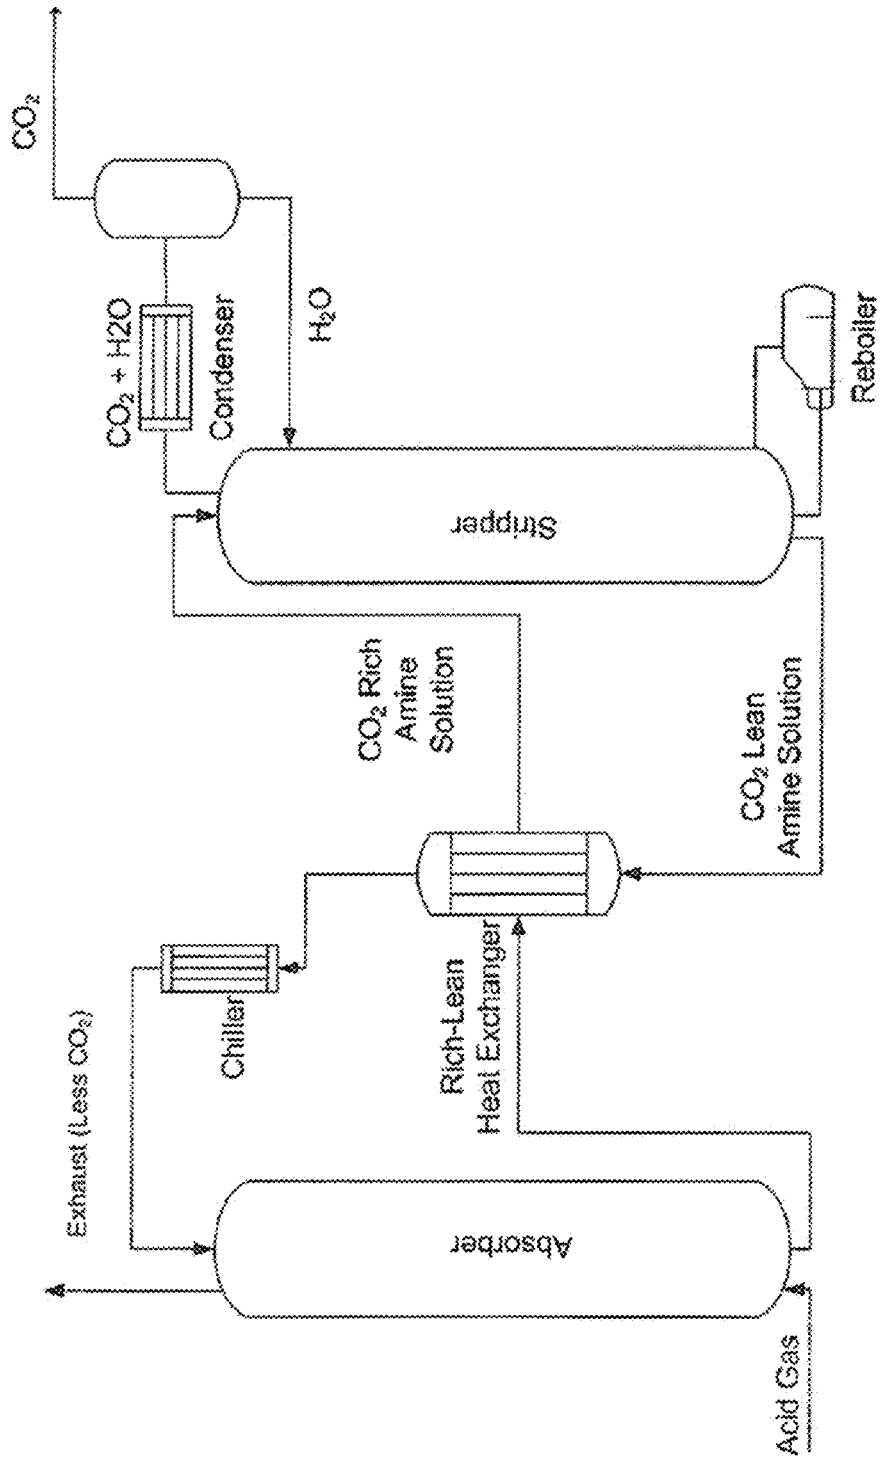 Acid Gas
Exhaust (Less CO₂)
Absorber
Chiller
Rich-Lean
Heat Exchanger
CO₂ Rich
Amine
Solution
CO₂ Lean
Amine Solution
Stripper
CO₂ + H2O
Condenser
H₂O
Reboiler
CO₂